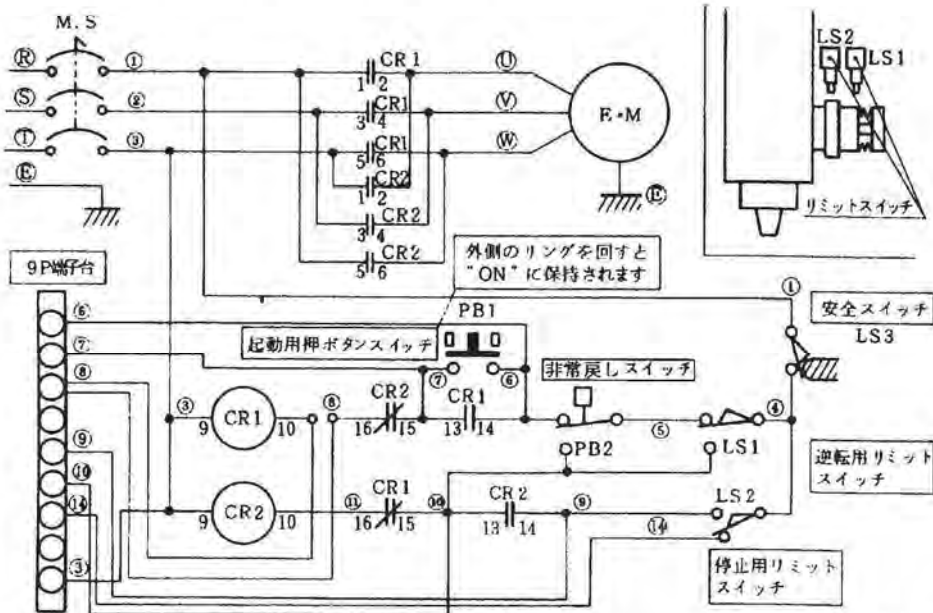 M.S
Ⓡ
①
CR1
1 2
Ⓤ
Ⓢ
②
CR1
3 4
Ⓥ
E・M
Ⓣ
③
CR1
5 6
Ⓦ
CR2
1 2
Ⓔ
CR2
3 4
Ⓔ
CR2
5 6
LS2
LS1
リミットスイッチ
9P端子台
外側のリングを回すと
"ON"に保持されます
①
安全スイッチ
LS3
⑥
PB1
起動用押ボタンスイッチ
⑦
⑦
⑥
非常戻しスイッチ
⑧
③
CR1
9
10
⑧
CR2
16 15
CR1
13 14
⑤
④
⑨
PB2
LS1
逆転用リミット
スイッチ
⑩
CR2
9
10
⑪
CR1
16 15
⑩
CR2
13 14
⑨
LS2
⑭
⑭
停止用リミット
スイッチ
③